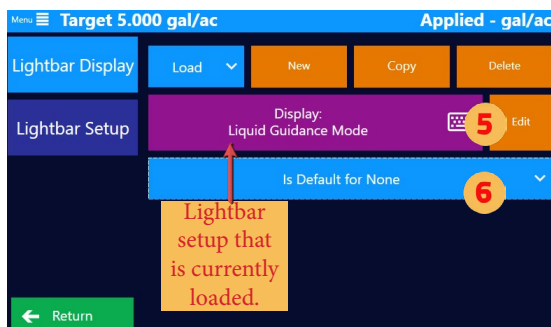 Menu Target 5.000 gal/ac Applied - gal/ac
Lightbar Display Load New Copy Delete
Lightbar Setup Display:
Liquid Guidance Mode 5 Edit
Is Default for None 6
Lightbar
setup that
is currently
loaded.
Return